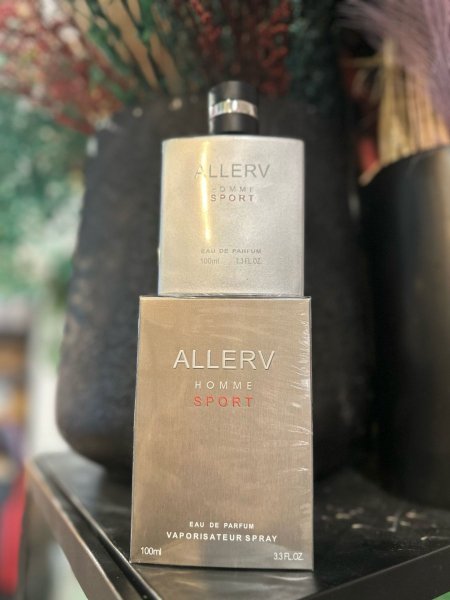 ALLERV
HOMME
SPORT
EAU DE PARFUM
100ml 3.3 FL.OZ.
ALLERV
HOMME
SPORT
EAU DE PARFUM
VAPORISATEUR SPRAY
100ml 3.3 FL.OZ.